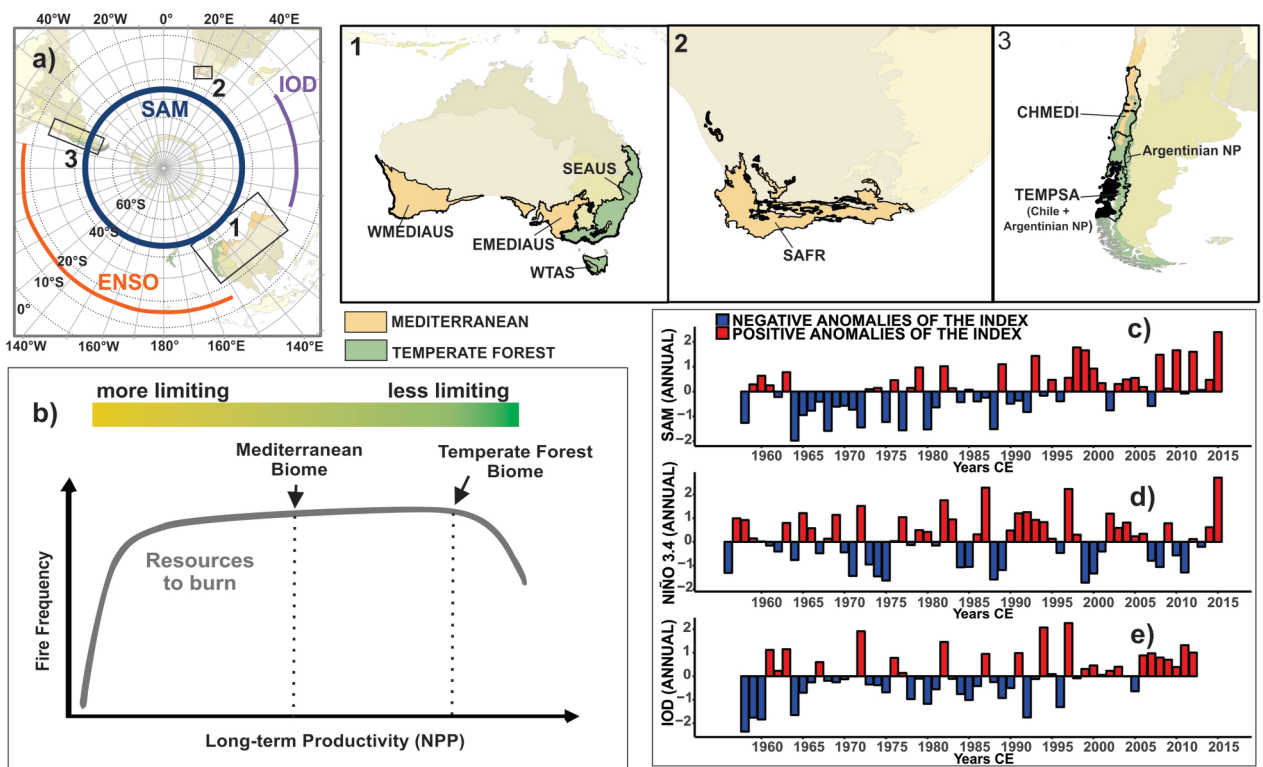 40°W 20°W 0° 20°E 40°E
a)
IOD
2
SAM
3
60°S
1
40°S
20°S
ENSO
10°S
0°
140°W 160°W 180° 160°E 140°E
1
SEAUS
WMEDIAUS
EMEDIAUS
WTAS
2
SAFR
3
CHMEDI
Argentinian NP
TEMPSA
(Chile +
Argentinian NP)
MEDITERRANEAN
TEMPERATE FOREST
more limiting less limiting
b)
Mediterranean
Biome
Temperate Forest
Biome
Resources
to burn
Fire Frequency
Long-term Productivity (NPP)
NEGATIVE ANOMALIES OF THE INDEX
POSITIVE ANOMALIES OF THE INDEX
c)
SAM (ANNUAL)
2
1
0
−1
−2
1960 1965 1970 1975 1980 1985 1990 1995 2000 2005 2010 2015
Years CE
d)
NIÑO 3.4 (ANNUAL)
2
1
0
−1
−2
1960 1965 1970 1975 1980 1985 1990 1995 2000 2005 2010 2015
Years CE
e)
IOD (ANNUAL)
2
1
0
−1
−2
1960 1965 1970 1975 1980 1985 1990 1995 2000 2005 2010 2015
Years CE